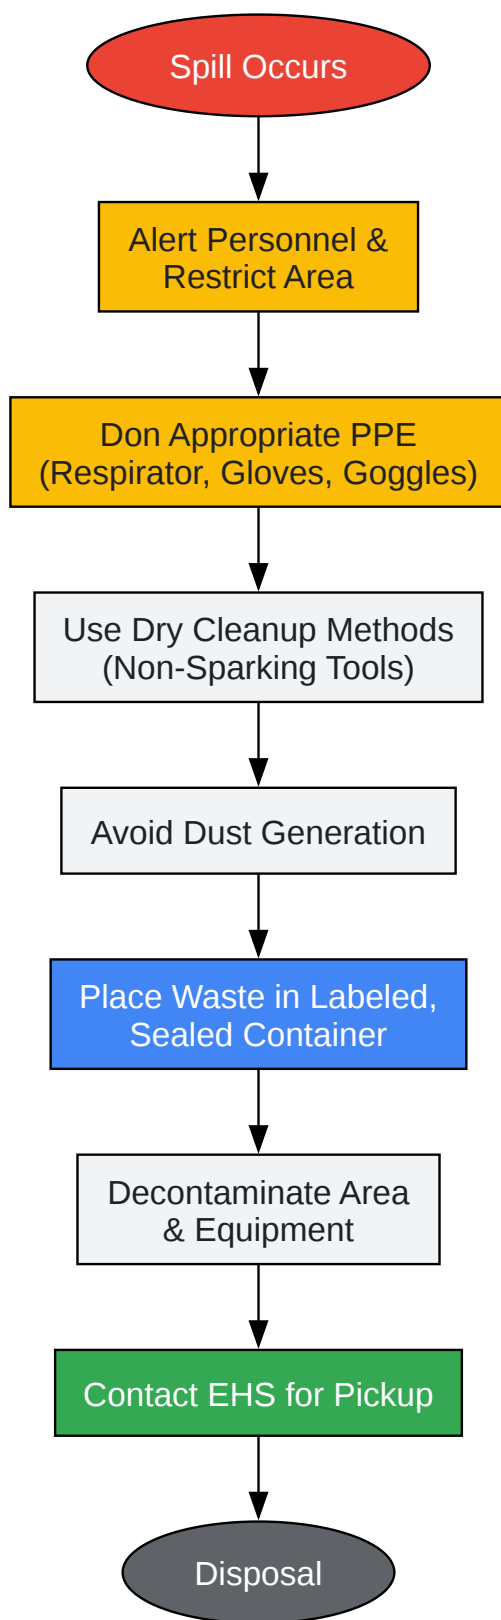 Spill Occurs
Alert Personnel &
Restrict Area
Don Appropriate PPE
(Respirator, Gloves, Goggles)
Use Dry Cleanup Methods
(Non-Sparking Tools)
Avoid Dust Generation
Place Waste in Labeled,
Sealed Container
Decontaminate Area
& Equipment
Contact EHS for Pickup
Disposal